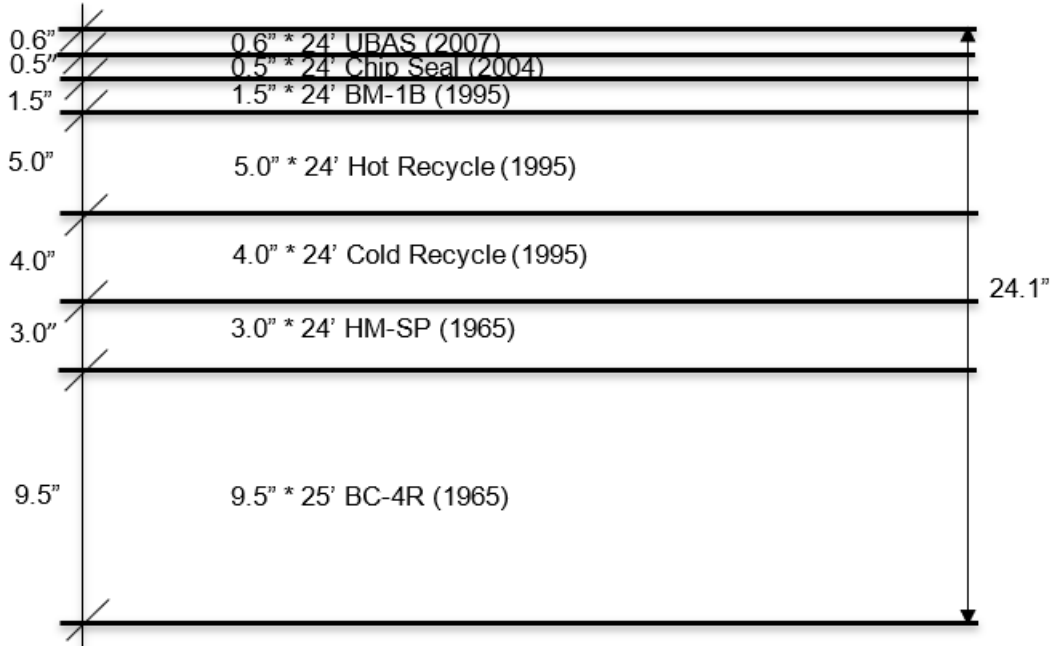 0.6”
0.6” * 24’ UBAS (2007)
0.5”
0.5” * 24’ Chip Seal (2004)
1.5”
1.5” * 24’ BM-1B (1995)
5.0”
5.0” * 24’ Hot Recycle (1995)
4.0”
4.0” * 24’ Cold Recycle (1995)
24.1”
3.0”
3.0” * 24’ HM-SP (1965)
9.5”
9.5” * 25’ BC-4R (1965)